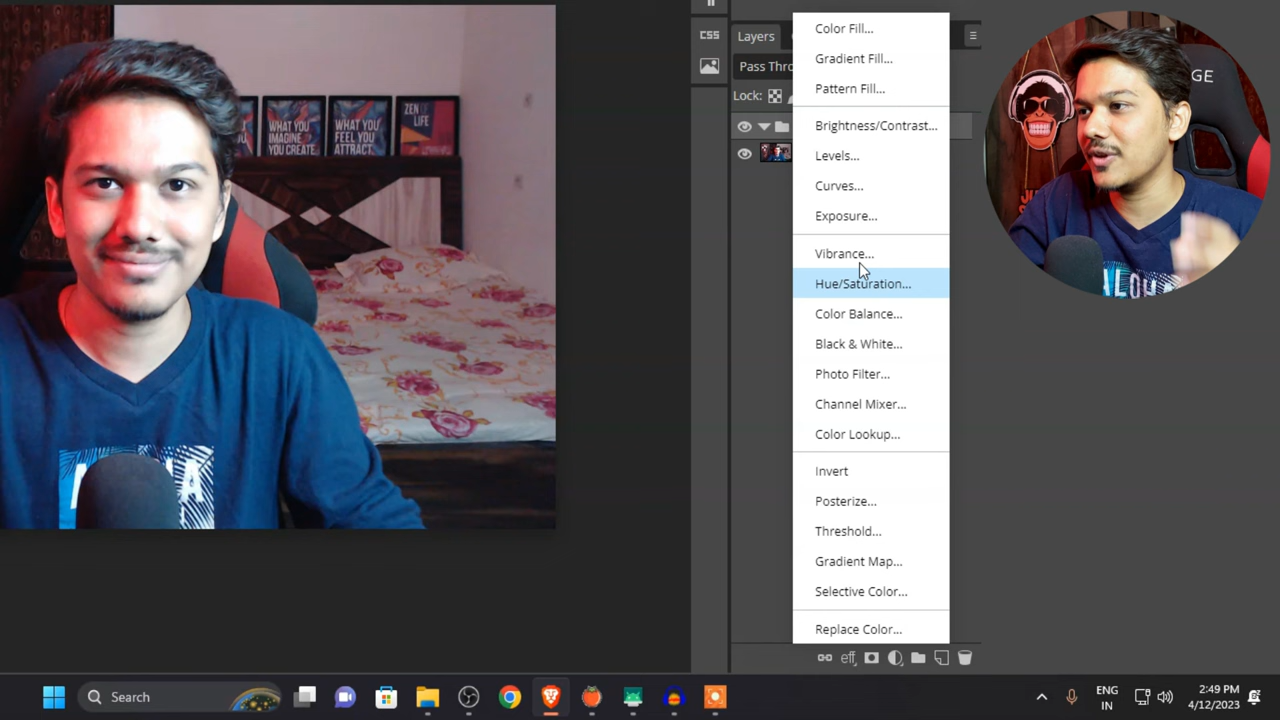 CSS
Layers
Pass Thro
Lock:
Color Fill...
Gradient Fill...
Pattern Fill...
Brightness/Contrast...
Levels...
Curves...
Exposure...
Vibrance...
Hue/Saturation...
Color Balance...
Black & White...
Photo Filter...
Channel Mixer...
Color Lookup...
Invert
Posterize...
Threshold...
Gradient Map...
Selective Color...
Replace Color...
eff
WHAT YOU
IMAGINE
YOU
CREATE.
WHAT YOU
FEEL YOU
ATTRACT.
ZEN OF
LIFE
GE
Search
ENG
IN
2:49 PM
4/12/2023